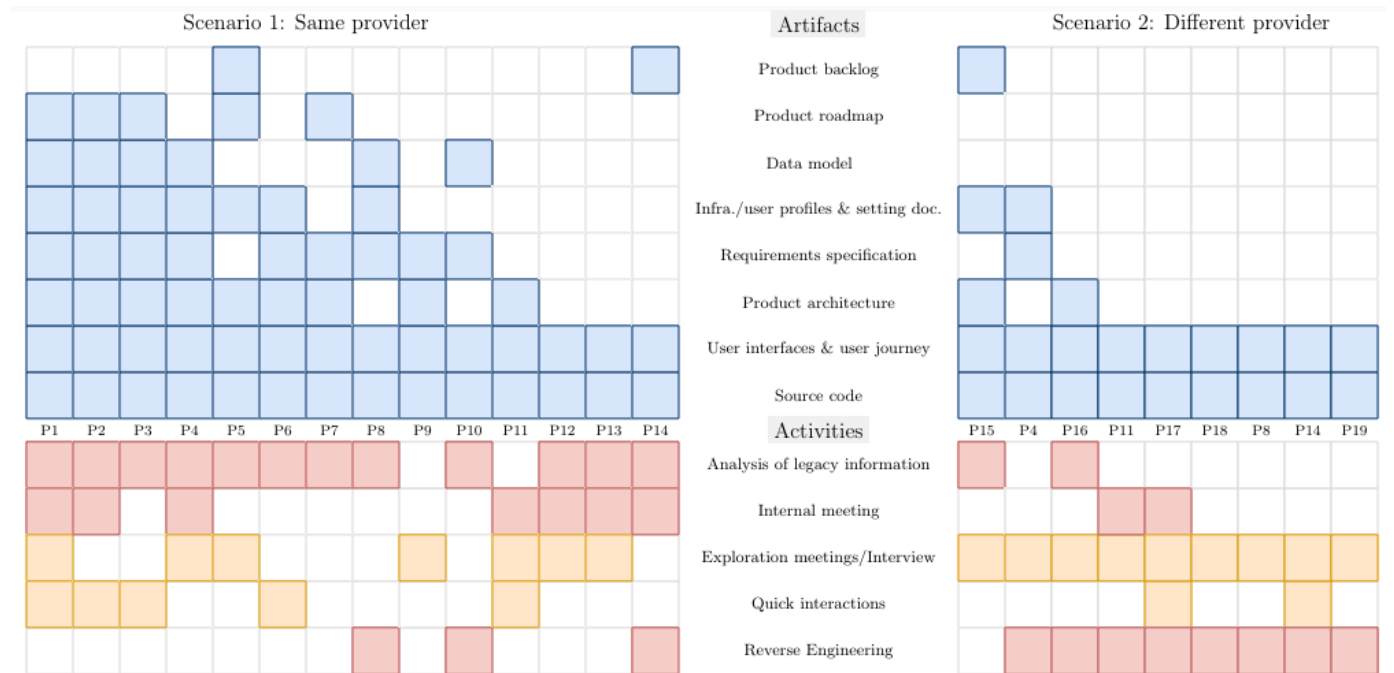 Scenario 1: Same provider
Artifacts
Scenario 2: Different provider
Product backlog
Product roadmap
Data model
Infra./user profiles & setting doc.
Requirements specification
Product architecture
User interfaces & user journey
Source code
P1 P2 P3 P4 P5 P6 P7 P8 P9 P10 P11 P12 P13 P14
Activities
P15 P4 P16 P11 P17 P18 P8 P14 P19
Analysis of legacy information
Internal meeting
Exploration meetings/Interview
Quick interactions
Reverse Engineering